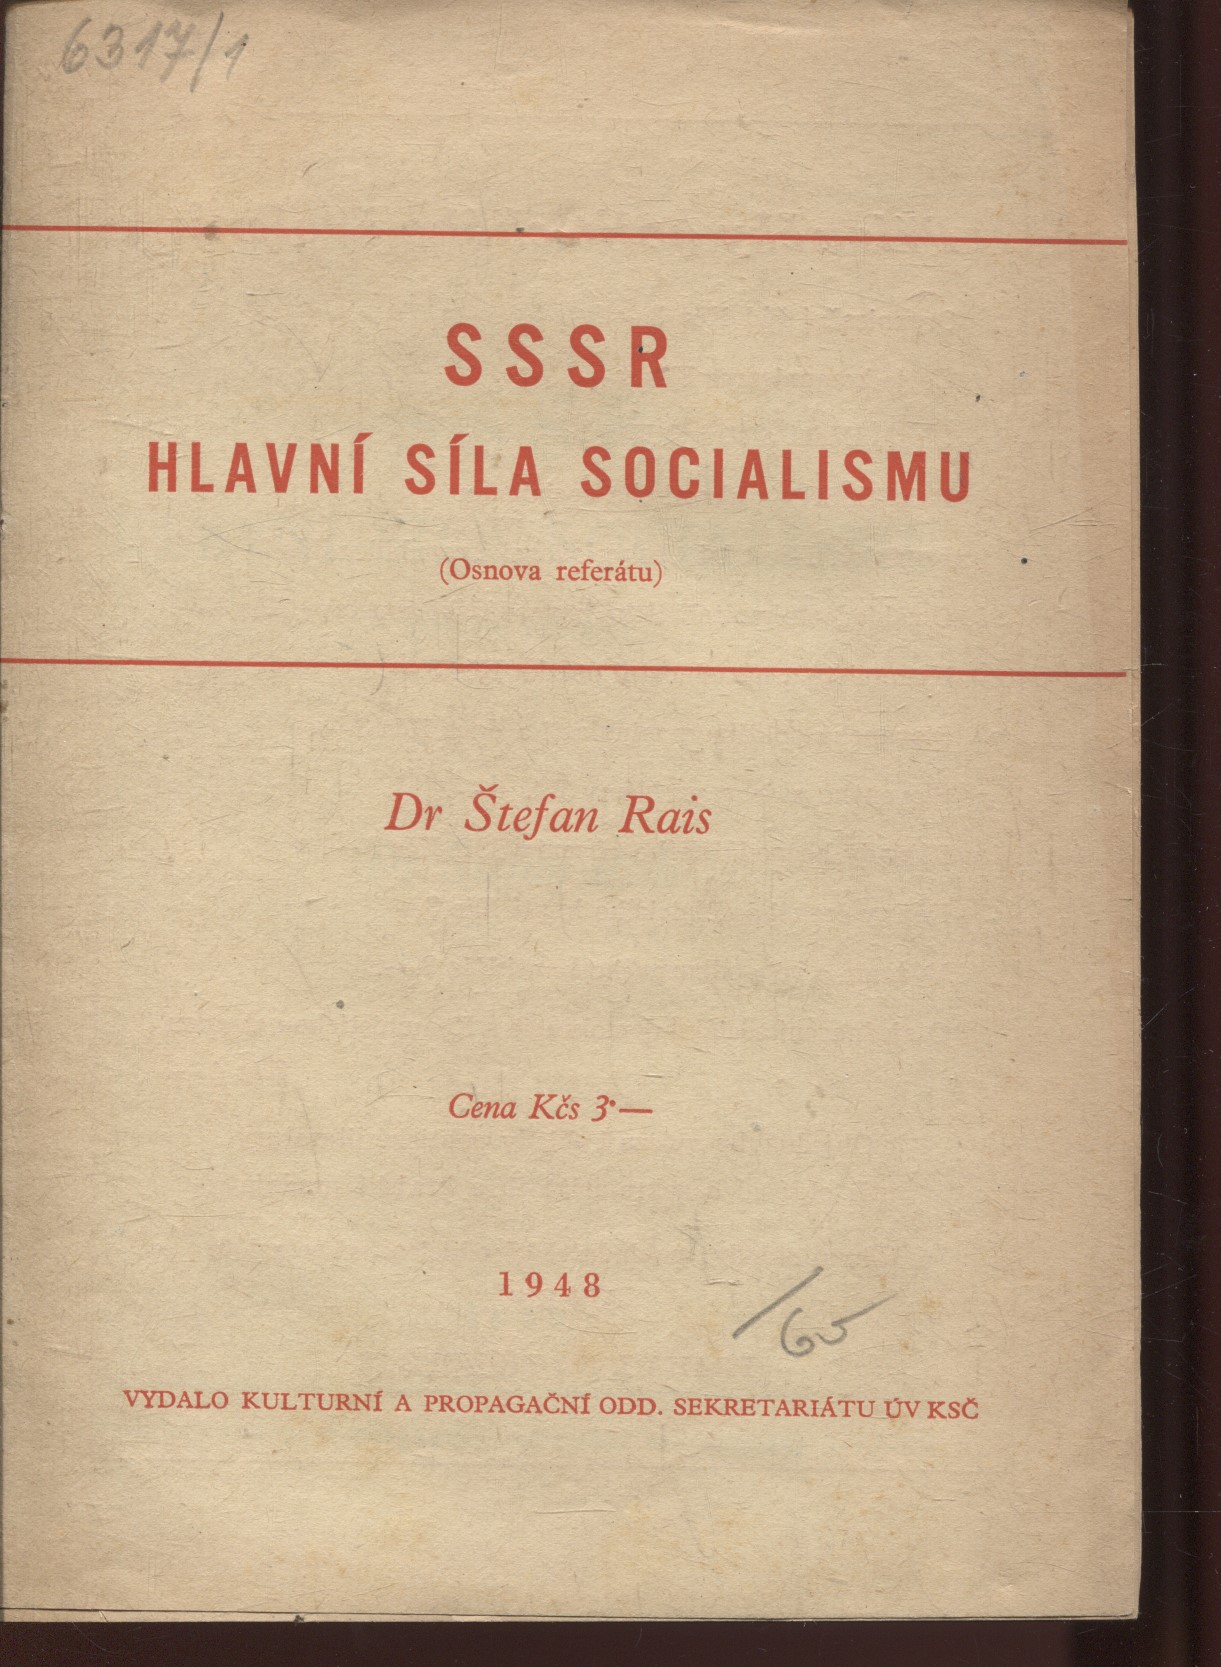 6317/1
SSSR
HLAVNÍ SÍLA SOCIALISMU
(Osnova referátu)
Dr Štefan Rais
Cena Kčs 3·—
1948
/65
VYDALO KULTURNÍ A PROPAGAČNÍ ODD. SEKRETARIÁTU ÚV KSČ